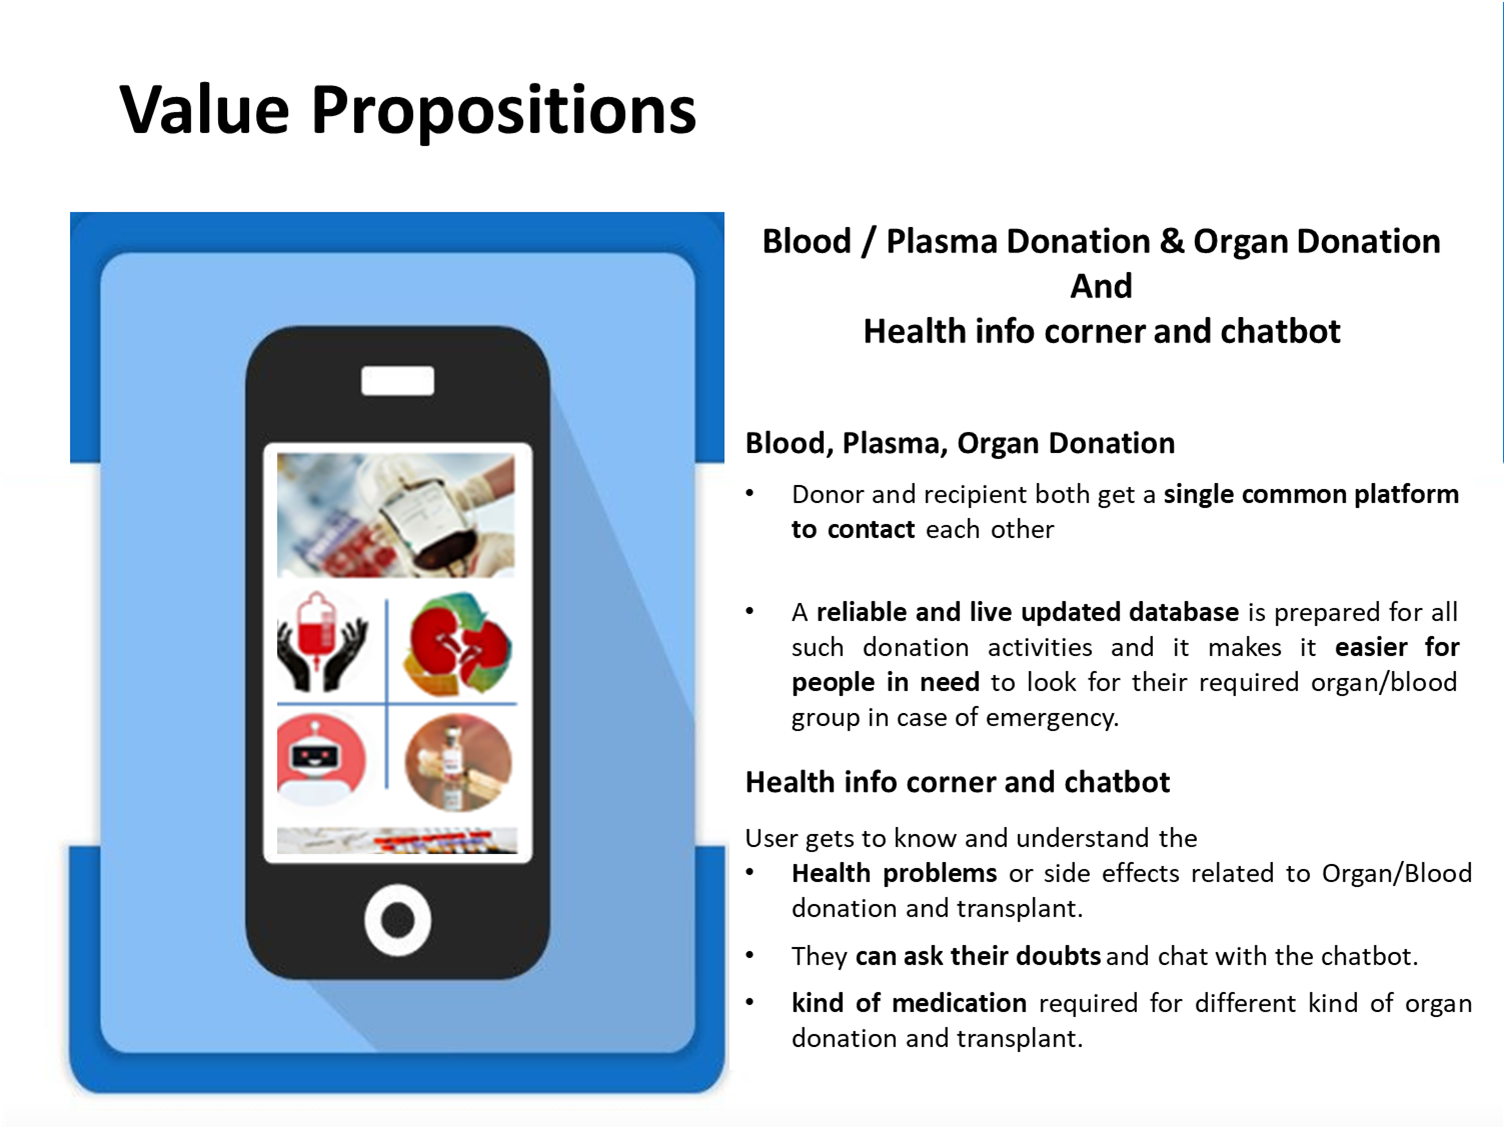 Value Propositions
Blood / Plasma Donation & Organ Donation
And
Health info corner and chatbot
Blood, Plasma, Organ Donation
• Donor and recipient both get a single common platform
to contact each other
• A reliable and live updated database is prepared for all
such donation activities and it makes it easier for
people in need to look for their required organ/blood
group in case of emergency.
Health info corner and chatbot
User gets to know and understand the
• Health problems or side effects related to Organ/Blood
donation and transplant.
• They can ask their doubts and chat with the chatbot.
• kind of medication required for different kind of organ
donation and transplant.